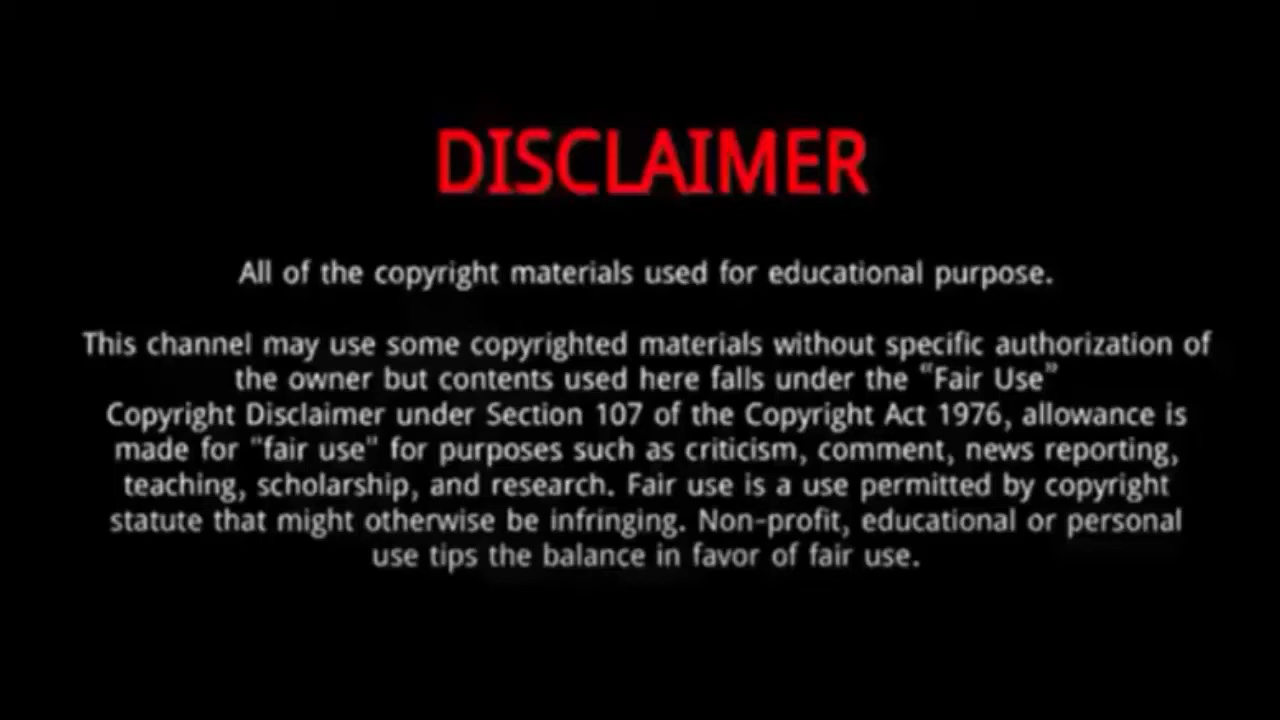 DISCLAIMER
All of the copyright materials used for educational purpose.
This channel may use some copyrighted materials without specific authorization of
the owner but contents used here falls under the “Fair Use”
Copyright Disclaimer under Section 107 of the Copyright Act 1976, allowance is
made for "fair use" for purposes such as criticism, comment, news reporting,
teaching, scholarship, and research. Fair use is a use permitted by copyright
statute that might otherwise be infringing. Non-profit, educational or personal
use tips the balance in favor of fair use.